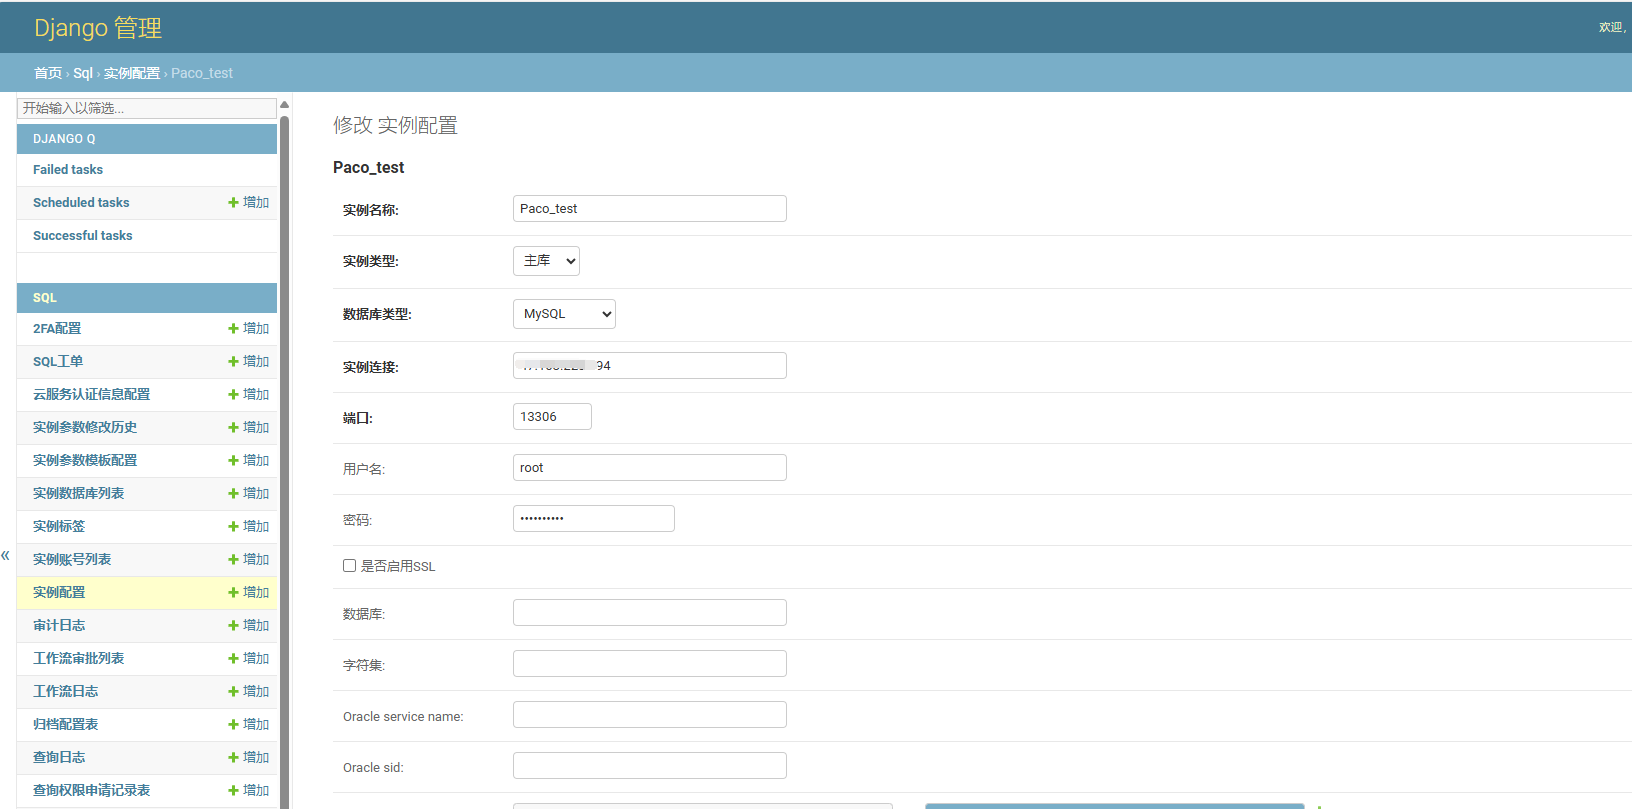 Django 管理
欢迎,
首页 › Sql › 实例配置 › Paco_test
开始输入以筛选...
DJANGO Q
Failed tasks
Scheduled tasks 增加
Successful tasks
SQL
2FA配置 增加
SQL工单 增加
云服务认证信息配置 增加
实例参数修改历史 增加
实例参数模板配置 增加
实例数据库列表 增加
实例标签 增加
实例账号列表 增加
实例配置 增加
审计日志 增加
工作流审批列表 增加
工作流日志 增加
归档配置表 增加
查询日志 增加
查询权限申请记录表 增加
«
修改 实例配置
Paco_test
实例名称: Paco_test
实例类型: 主库
数据库类型: MySQL
实例连接: 94
端口: 13306
用户名: root
密码: ••••••••••
是否启用SSL
数据库:
字符集:
Oracle service name:
Oracle sid: